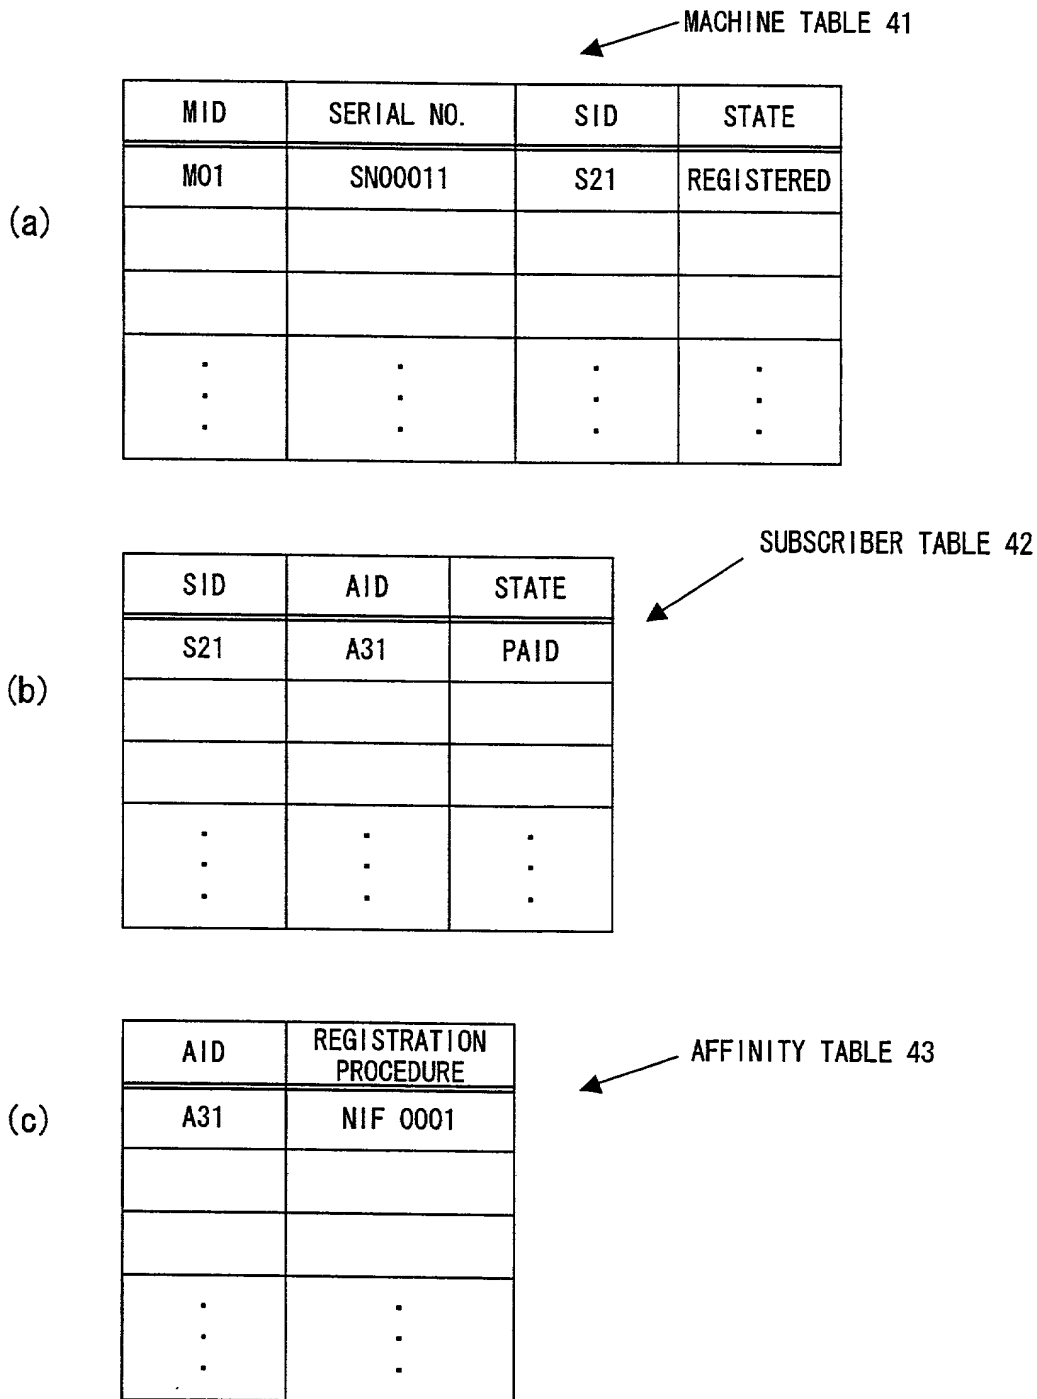 MACHINE TABLE 41
MID SERIAL NO. SID STATE
M01 SN00011 S21 REGISTERED
(a)
SUBSCRIBER TABLE 42
SID AID STATE
S21 A31 PAID
(b)
AID REGISTRATION PROCEDURE
AFFINITY TABLE 43
A31 NIF 0001
(c)